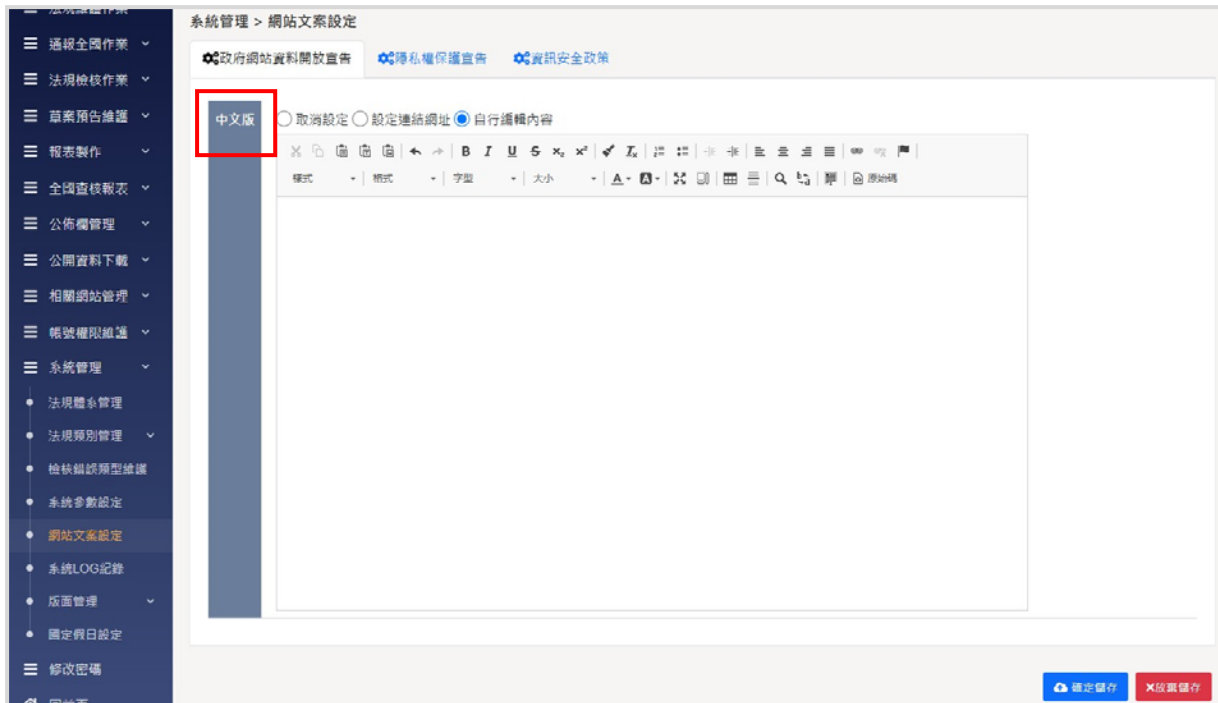 系統管理 > 網站文案設定
通報全國作業
法規檢核作業
草案預告維護
報表製作
全國查核報表
公佈欄管理
公開資料下載
相關網站管理
帳號權限維護
系統管理
法規體系管理
法規類別管理
檢核錯誤類型維護
系統參數設定
網站文案設定
系統LOG紀錄
版面管理
國定假日設定
修改密碼
政府網站資料開放宣告 隱私權保護宣告 資訊安全政策
中文版 取消設定 設定連結網址 自行編輯內容
B I U S x₂ x² Tx
樣式 格式 字型 大小 A A 原始碼
確定儲存 X放棄儲存